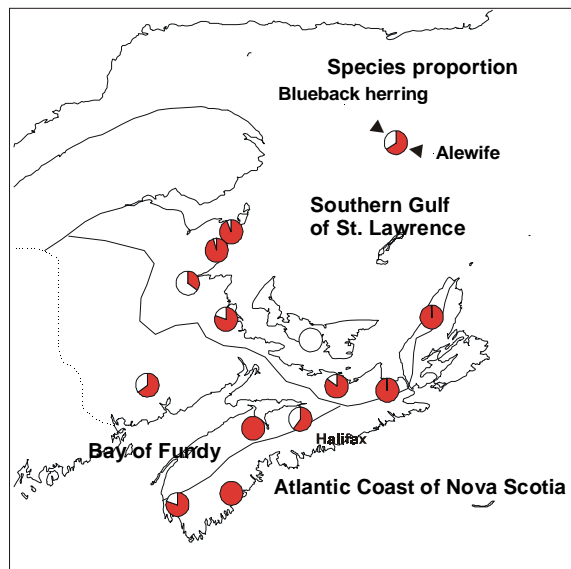 Species proportion
Blueback herring
Alewife
Southern Gulf
of St. Lawrence
Bay of Fundy
Halifax
Atlantic Coast of Nova Scotia